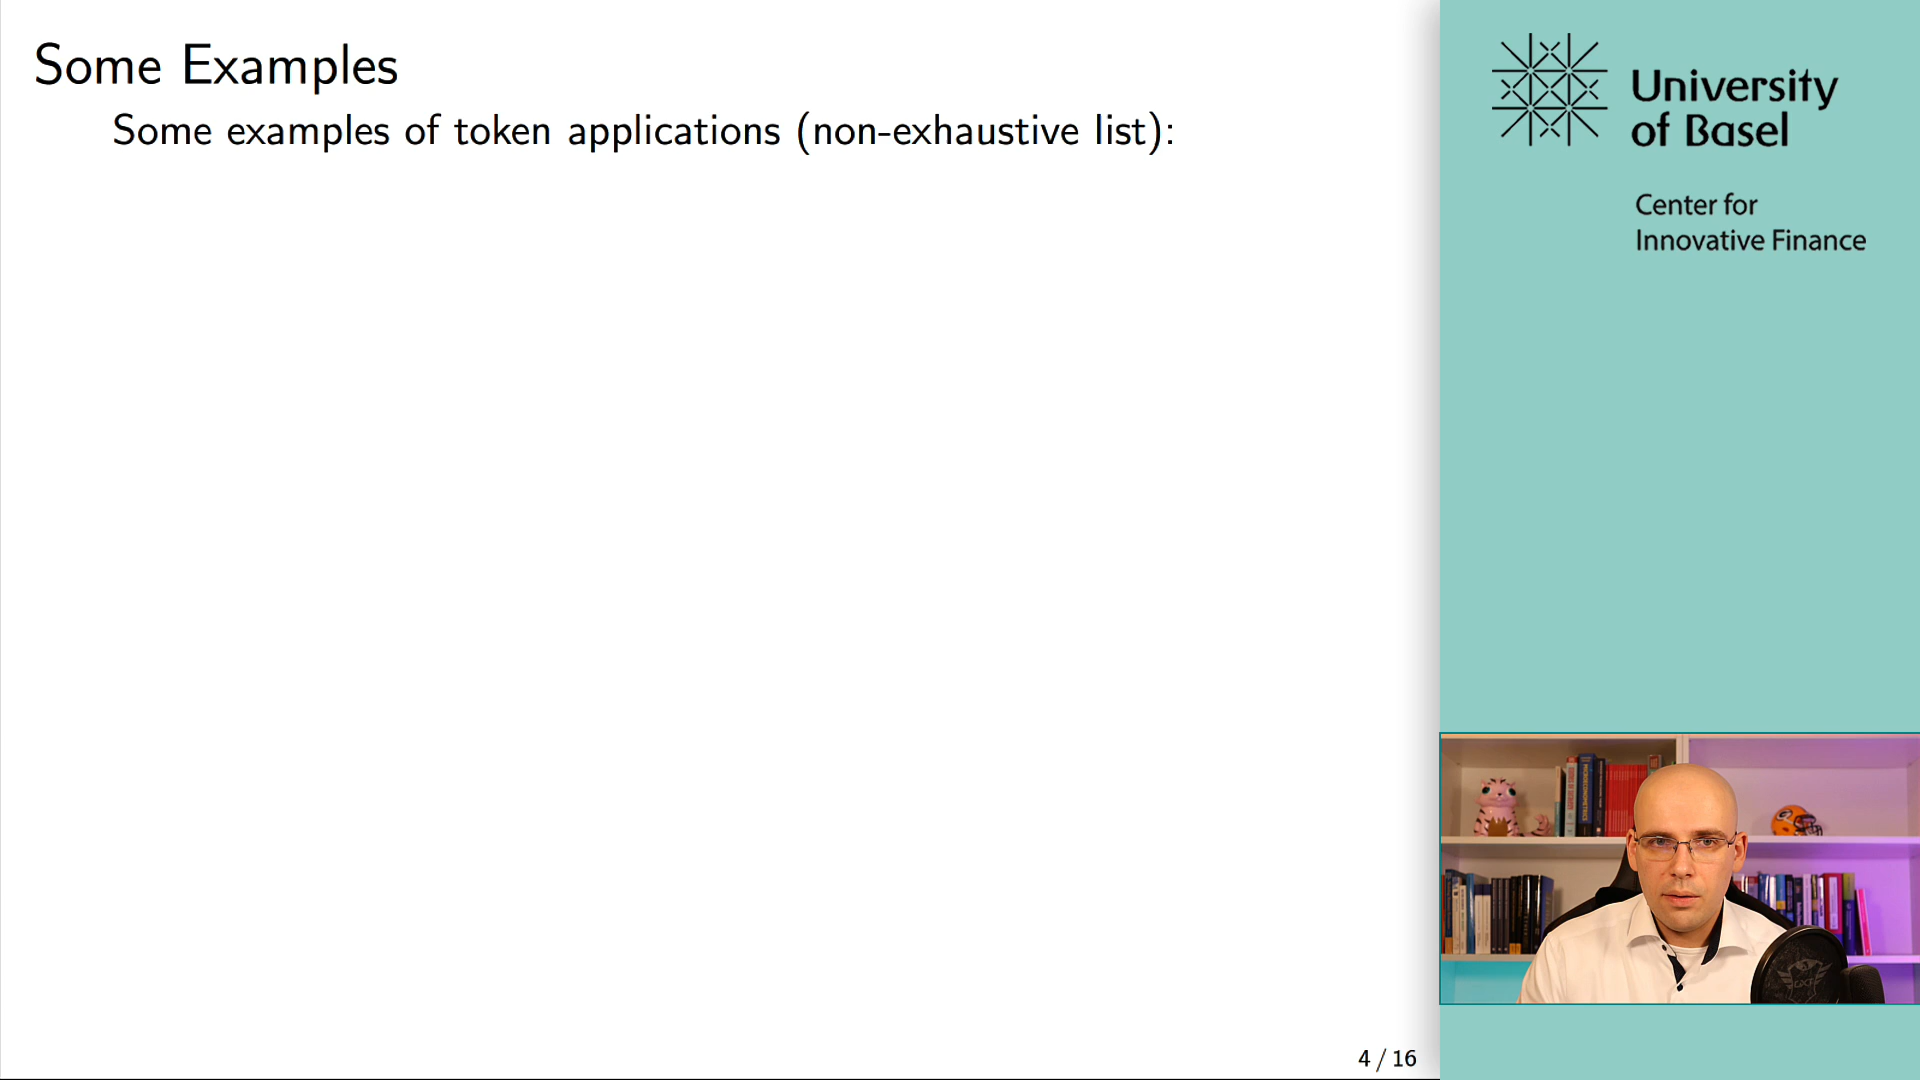 Some Examples
Some examples of token applications (non-exhaustive list):
University
of Basel
Center for
Innovative Finance
4 / 16